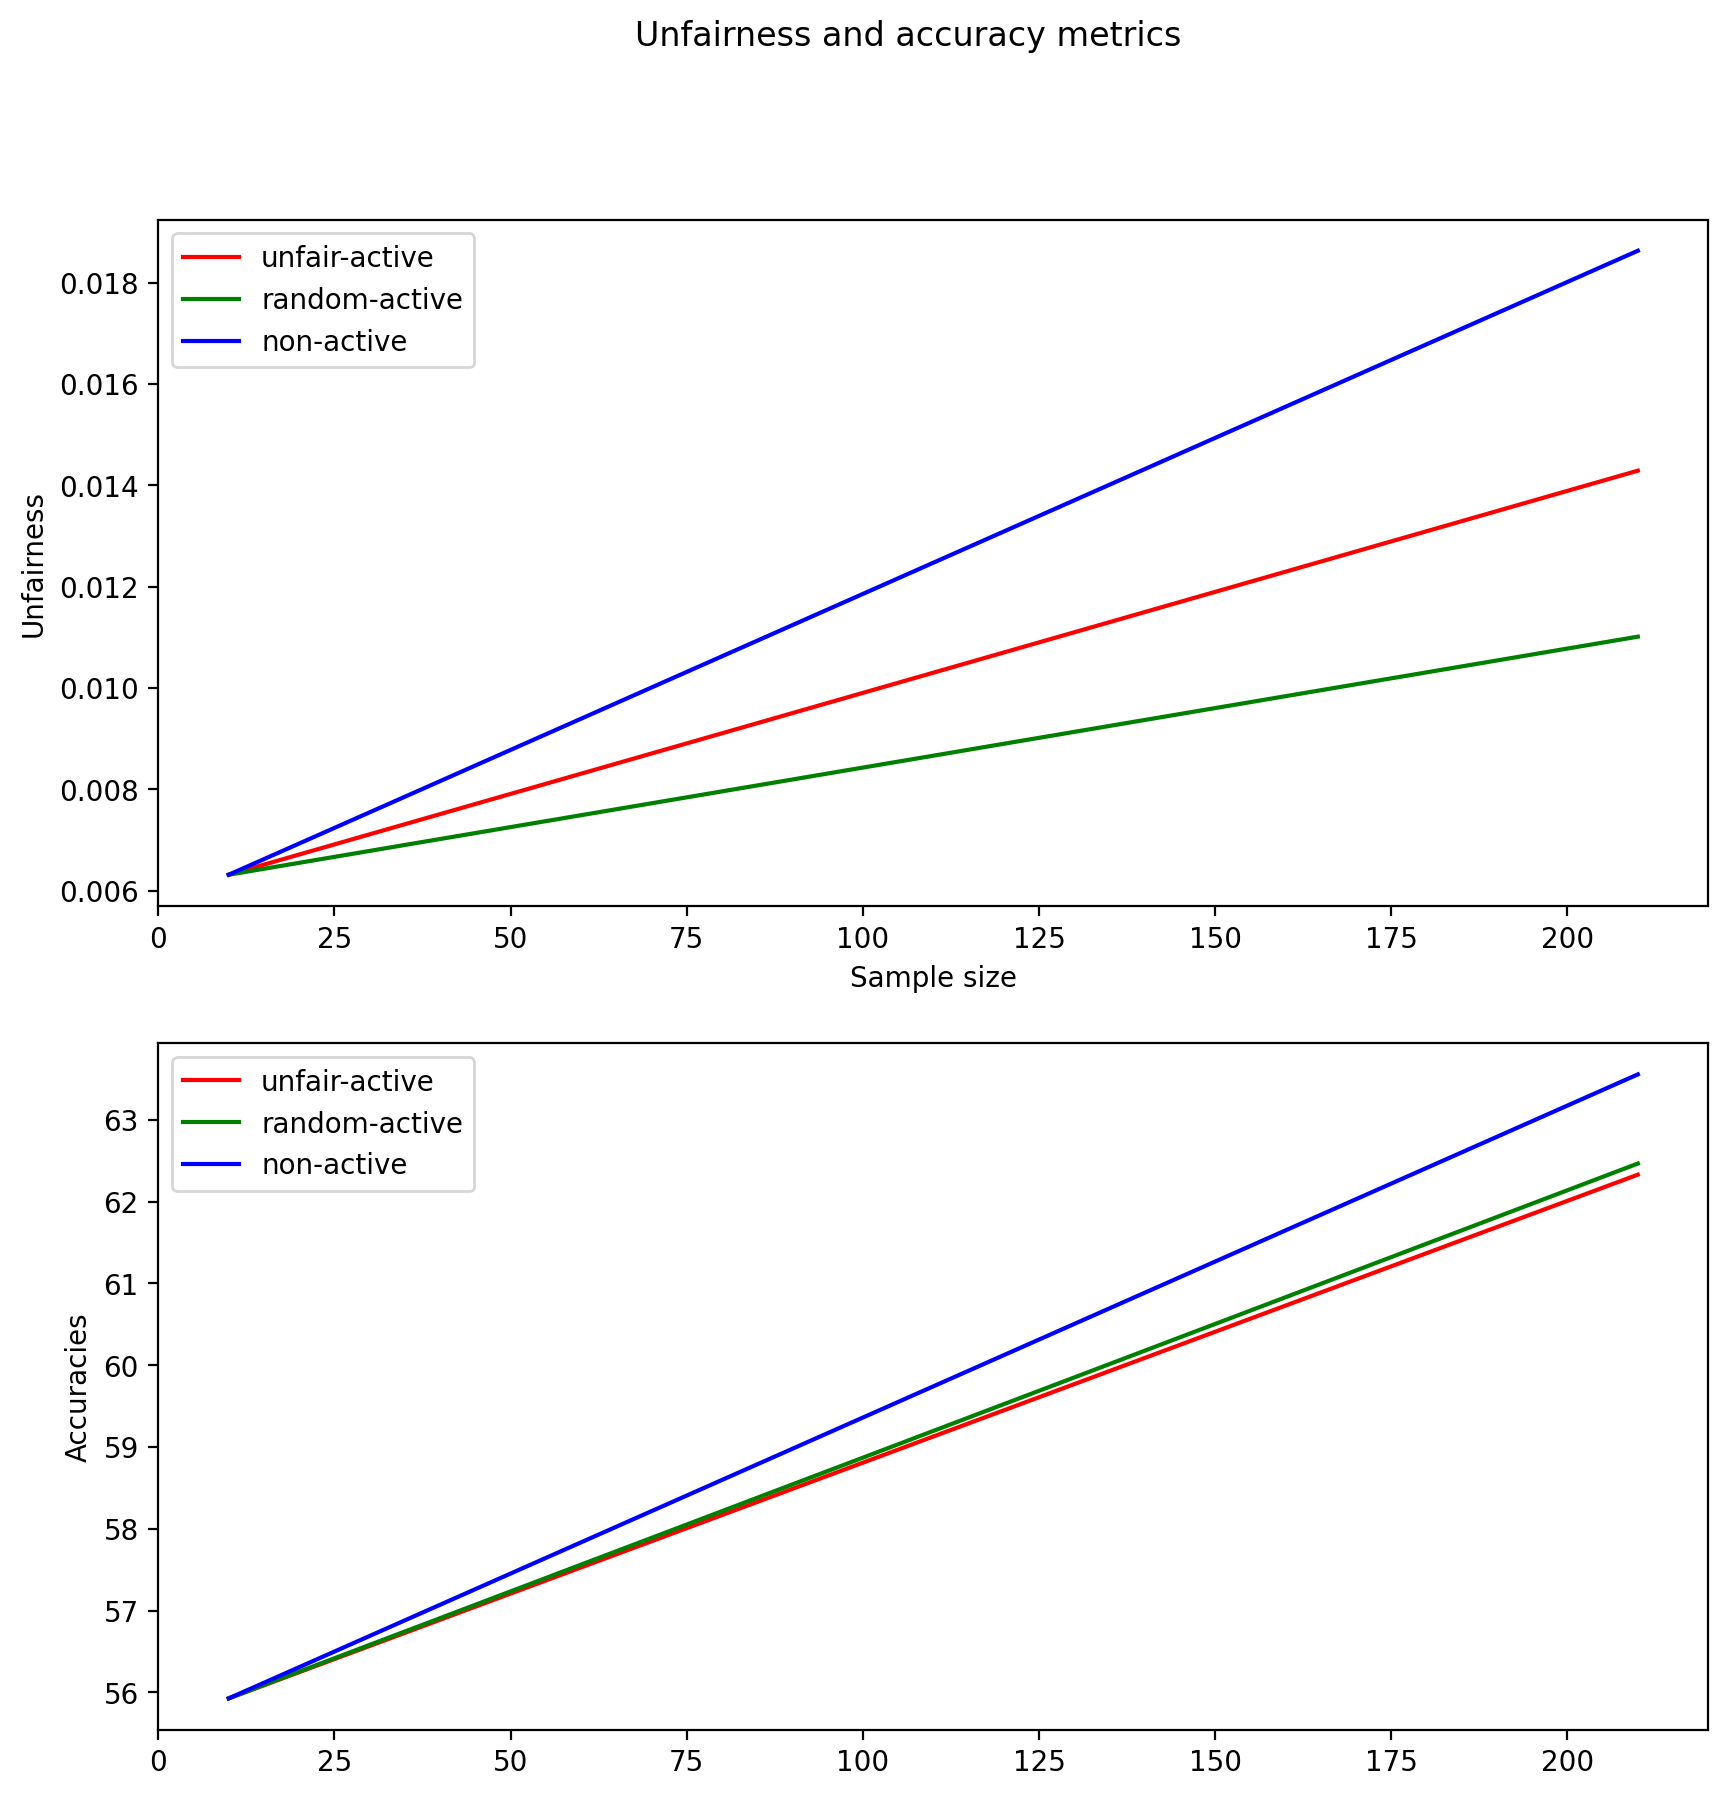 Unfairness and accuracy metrics
unfair-active
random-active
non-active
0.018
0.016
0.014
0.012
0.010
0.008
0.006
Unfairness
0 25 50 75 100 125 150 175 200
Sample size
unfair-active
random-active
non-active
63
62
61
60
59
58
57
56
Accuracies
0 25 50 75 100 125 150 175 200